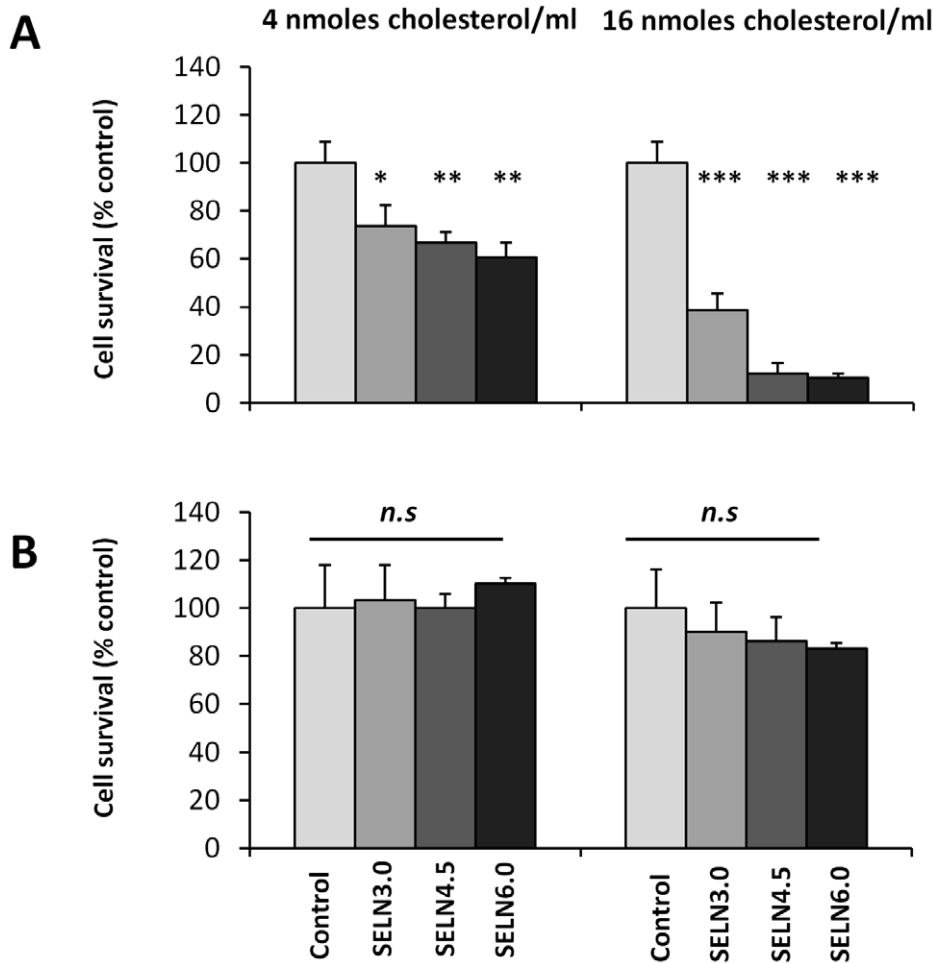 A
4 nmoles cholesterol/ml 16 nmoles cholesterol/ml
Cell survival (% control)
140
120
100
80
60
40
20
0
* ** ** *** *** ***
B
Cell survival (% control)
140
120
100
80
60
40
20
0
n.s n.s
Control
SELN3.0
SELN4.5
SELN6.0
Control
SELN3.0
SELN4.5
SELN6.0